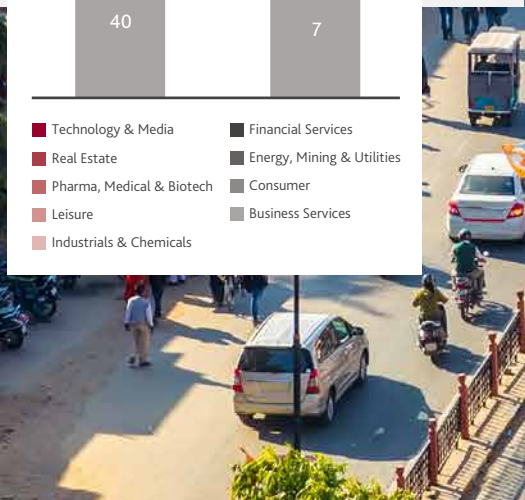 40
7
Technology & Media
Real Estate
Pharma, Medical & Biotech
Leisure
Industrials & Chemicals
Financial Services
Energy, Mining & Utilities
Consumer
Business Services